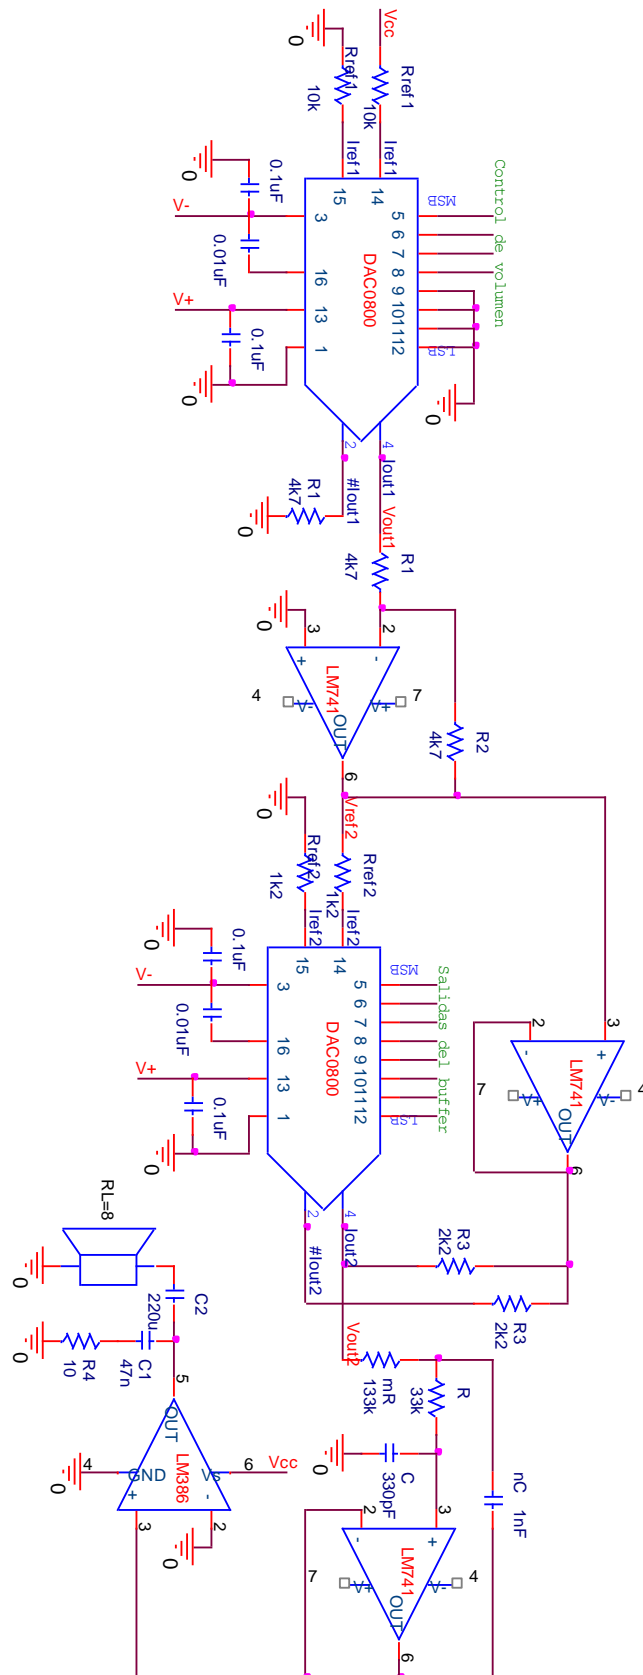 Vcc
0
Rref1
10k
Rref1
10k
Iref1
Iref1
0
0.1uF
V-
0.01uF
V+
0.1uF
0
15
14
3
16
13
1
DAC0800
5
6
7
8
9
10
11
12
MSB
LSB
Control de volumen
0
2
4
#Iout1
Iout1
R1
4k7
0
Vout1
R1
4k7
0
3
2
+
-
LM741
4
V-
V+
7
OUT
6
R2
4k7
Vref2
0
Rref2
1k2
Rref2
1k2
Iref2
Iref2
0
0.1uF
V-
0.01uF
V+
0.1uF
0
15
14
3
16
13
1
DAC0800
5
6
7
8
9
10
11
12
MSB
LSB
Salidas del buffer
2
3
-
+
LM741
7
V+
V-
4
OUT
6
2
4
#Iout2
Iout2
R3
2k2
R3
2k2
Vout2
mR
133k
R
33k
C
330pF
0
nC
1nF
2
3
-
+
LM741
7
V+
V-
4
OUT
6
RL=8
0
C2
220u
C1
47n
R4
10
0
5
OUT
LM386
GND
Vs
4
0
6
Vcc
+
-
3
2
0